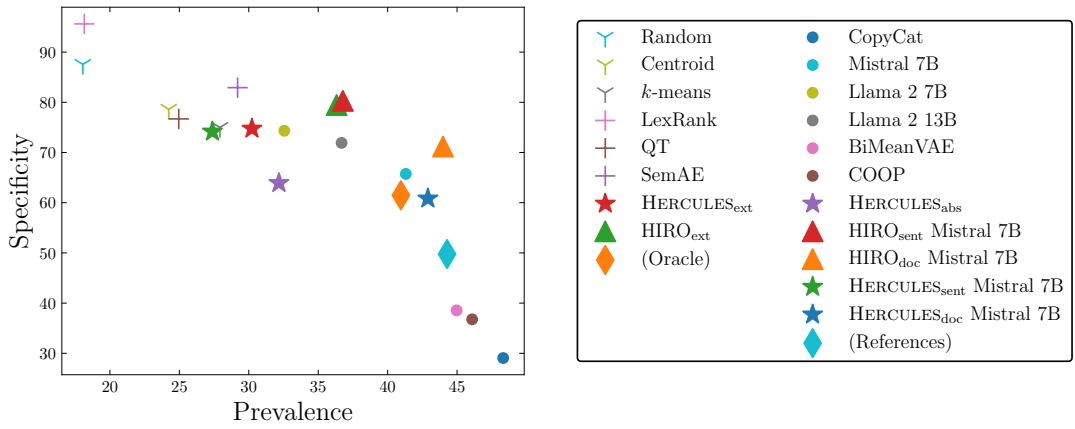 90
80
70
60
50
40
30
Specificity
20
25
30
35
40
45
Prevalence
Random
Centroid
k-means
LexRank
QT
SemAE
HERCULESext
HIROext
(Oracle)
CopyCat
Mistral 7B
Llama 2 7B
Llama 2 13B
BiMeanVAE
COOP
HERCULESabs
HIROsent Mistral 7B
HIROdoc Mistral 7B
HERCULESsent Mistral 7B
HERCULESdoc Mistral 7B
(References)